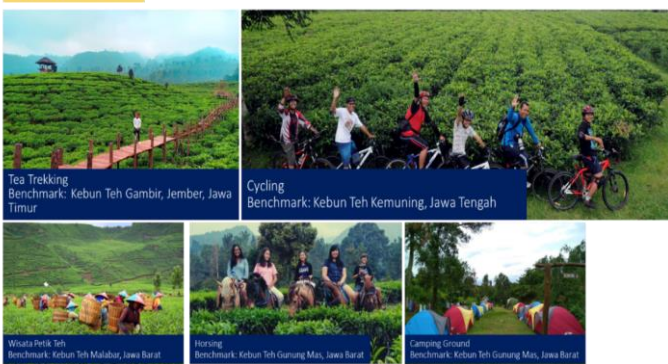 Tea Trekking
Benchmark: Kebun Teh Gambir, Jember, Jawa
Timur
Cycling
Benchmark: Kebun Teh Kemuning, Jawa Tengah
Wisata Petik Teh
Benchmark: Kebun Teh Malabar, Jawa Barat
Horsing
Benchmark: Kebun Teh Gunung Mas, Jawa Barat
Camping Ground
Benchmark: Kebun Teh Gunung Mas, Jawa Barat